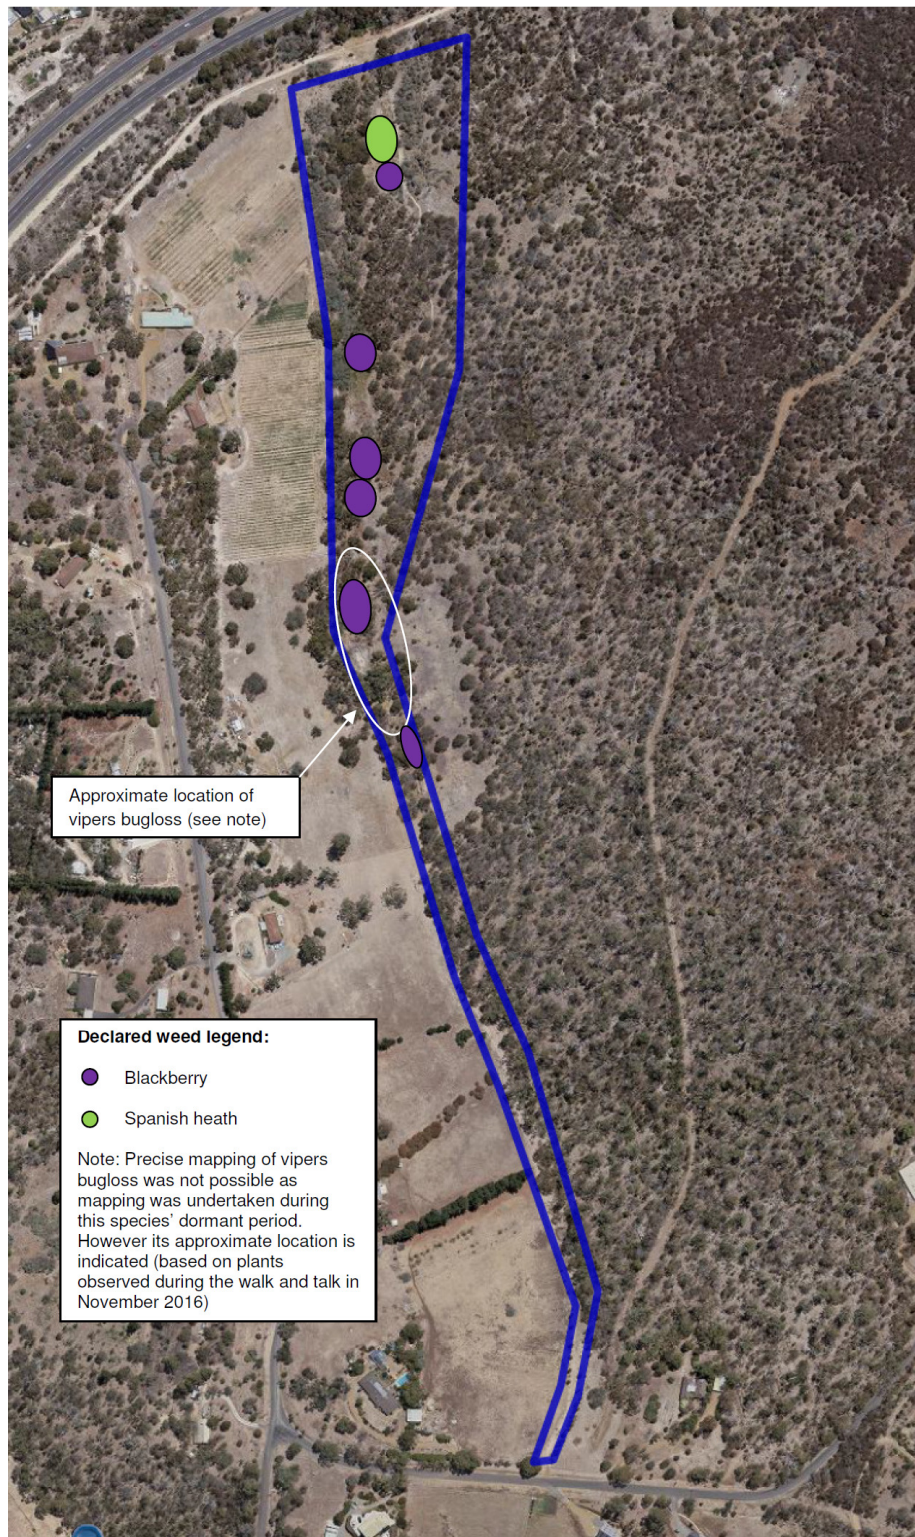 Approximate location of
vipers bugloss (see note)
Declared weed legend:
Blackberry
Spanish heath
Note: Precise mapping of vipers
bugloss was not possible as
mapping was undertaken during
this species’ dormant period.
However its approximate location is
indicated (based on plants
observed during the walk and talk in
November 2016)